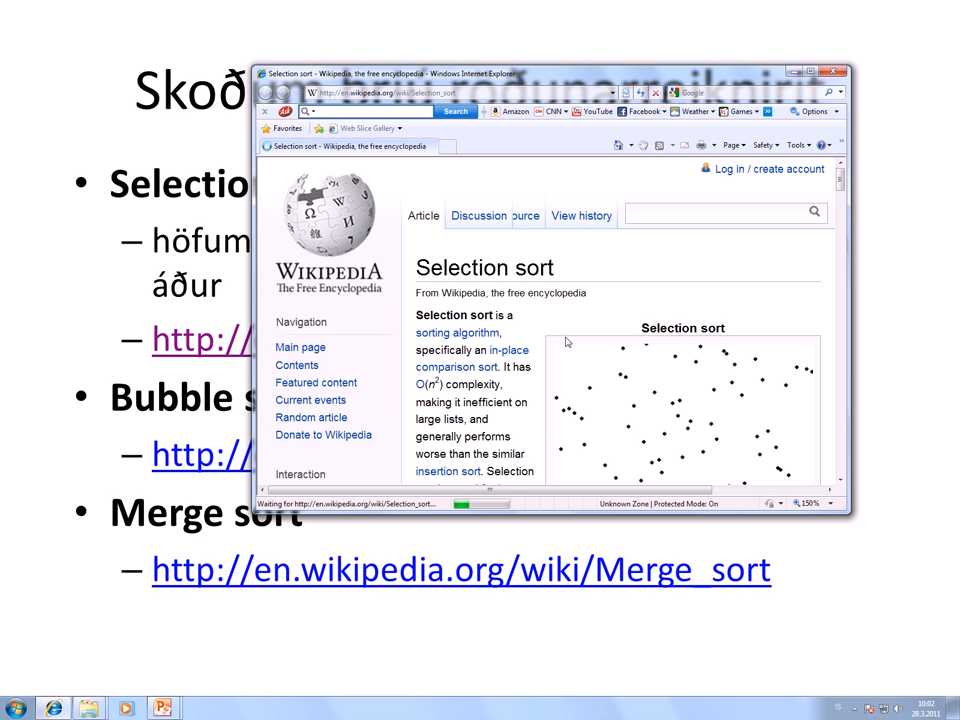 Skoðum þrjú röðunarreiknirit
• Selectio
– höfum
áður
– http://
• Bubble s
– http://
• Merge sort
– http://en.wikipedia.org/wiki/Merge_sort
Selection sort - Wikipedia, the free encyclopedia - Windows Internet Explorer
http://en.wikipedia.org/wiki/Selection_sort Google
Ask Search Amazon CNN YouTube Facebook Weather Games Options
Favorites Web Slice Gallery
Selection sort - Wikipedia, the free encyclopedia Page Safety Tools
Log in / create account
Article Discussion ource View history
WIKIPEDIA
The Free Encyclopedia
Navigation
Main page
Contents
Featured content
Current events
Random article
Donate to Wikipedia
Interaction
Selection sort
From Wikipedia, the free encyclopedia
Selection sort is a
sorting algorithm,
specifically an in-place
comparison sort. It has
O(n²) complexity,
making it inefficient on
large lists, and
generally performs
worse than the similar
insertion sort. Selection
Selection sort
Waiting for http://en.wikipedia.org/wiki/Selection_sort... Unknown Zone | Protected Mode: On 150%
IS 10:02
28.3.2011